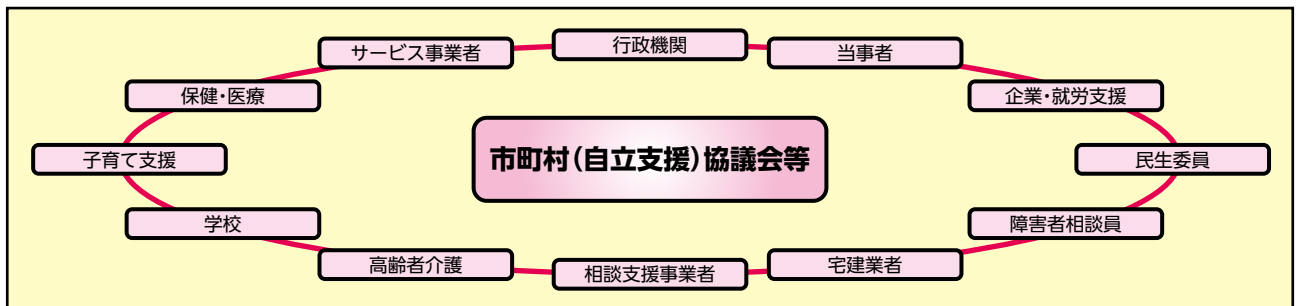 行政機関
サービス事業者
当事者
保健・医療
企業・就労支援
市町村(自立支援)協議会等
子育て支援
民生委員
学校
障害者相談員
高齢者介護
宅建業者
相談支援事業者